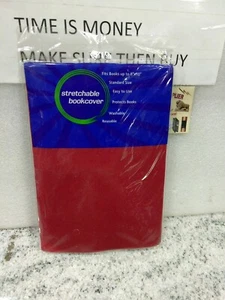 TIME IS MONEY
MAKE SURE THEN BUY
stretchable
bookcover
Fits Books up to
Standard Size
Easy to Use
Protects Books
Washable
Reusable